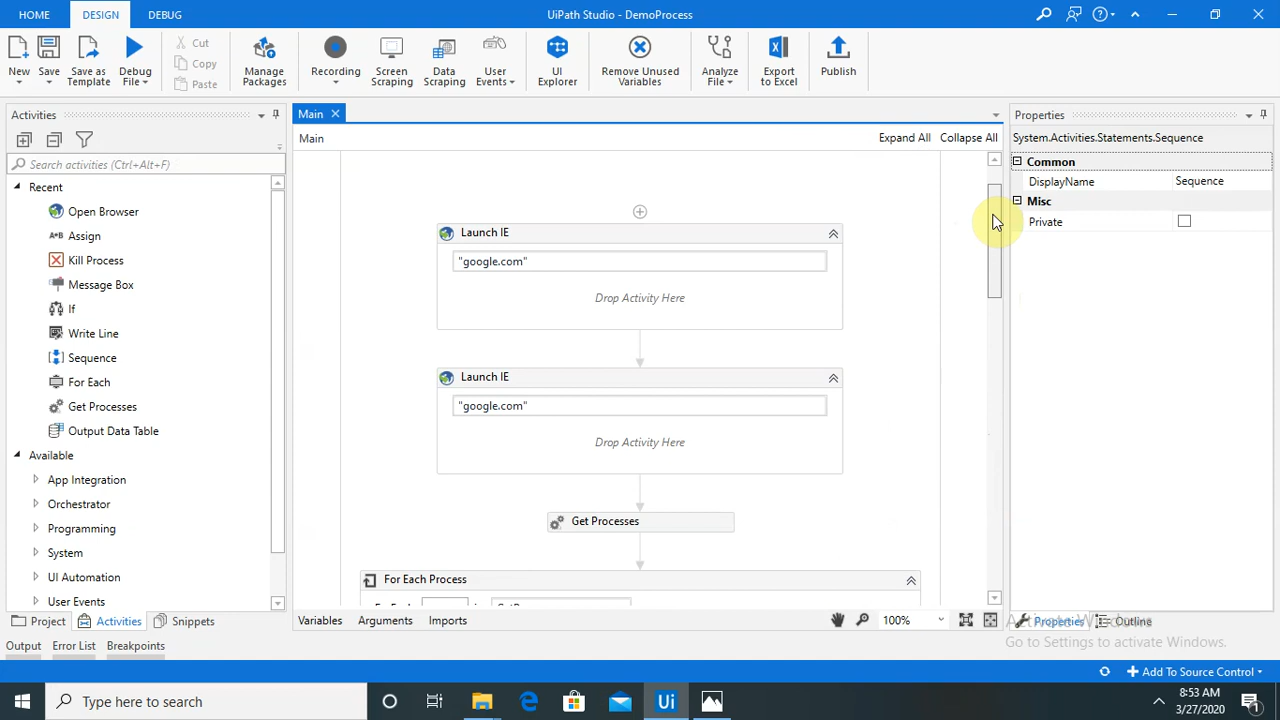 HOME DESIGN DEBUG UiPath Studio - DemoProcess
New Save Save as Template Debug File Cut Copy Paste Manage Packages Recording Screen Scraping Data Scraping User Events UI Explorer Remove Unused Variables Analyze File Export to Excel Publish
Activities
Search activities (Ctrl+Alt+F)
Recent
Open Browser
Assign
Kill Process
Message Box
If
Write Line
Sequence
For Each
Get Processes
Output Data Table
Available
App Integration
Orchestrator
Programming
System
UI Automation
User Events
Project Activities Snippets
Main
Main Expand All Collapse All
Launch IE
"google.com"
Drop Activity Here
Launch IE
"google.com"
Drop Activity Here
Get Processes
For Each Process
Variables Arguments Imports 100%
Properties
System.Activities.Statements.Sequence
Common
DisplayName Sequence
Misc
Private
Properties Outline
Activate Windows
Go to Settings to activate Windows.
Output Error List Breakpoints
Add To Source Control
Type here to search
8:53 AM
3/27/2020